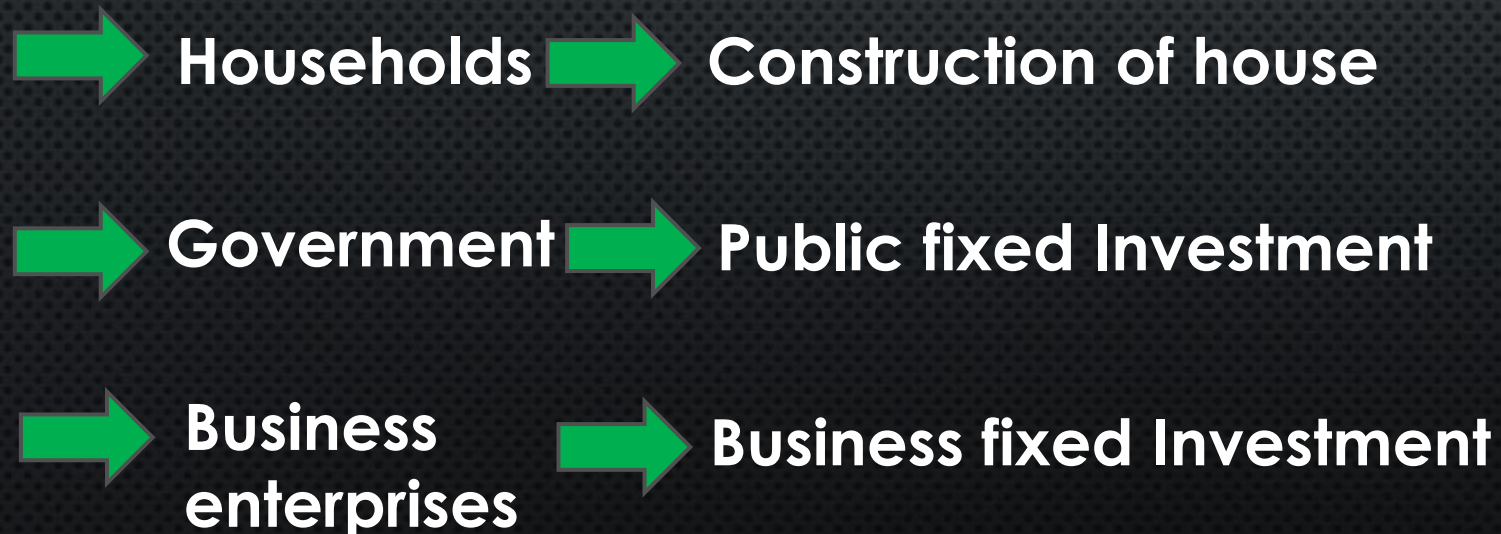 Households Construction of house
Government Public fixed Investment
Business
enterprises
Business fixed Investment